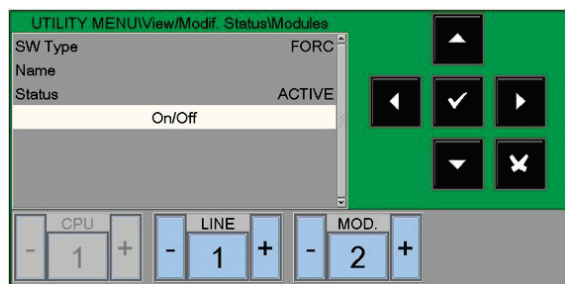 UTILITY MENU\View/Modif. Status\Modules
SW Type FORC
Name
Status ACTIVE
On/Off
CPU LINE MOD.
- 1 + - 1 + - 2 +